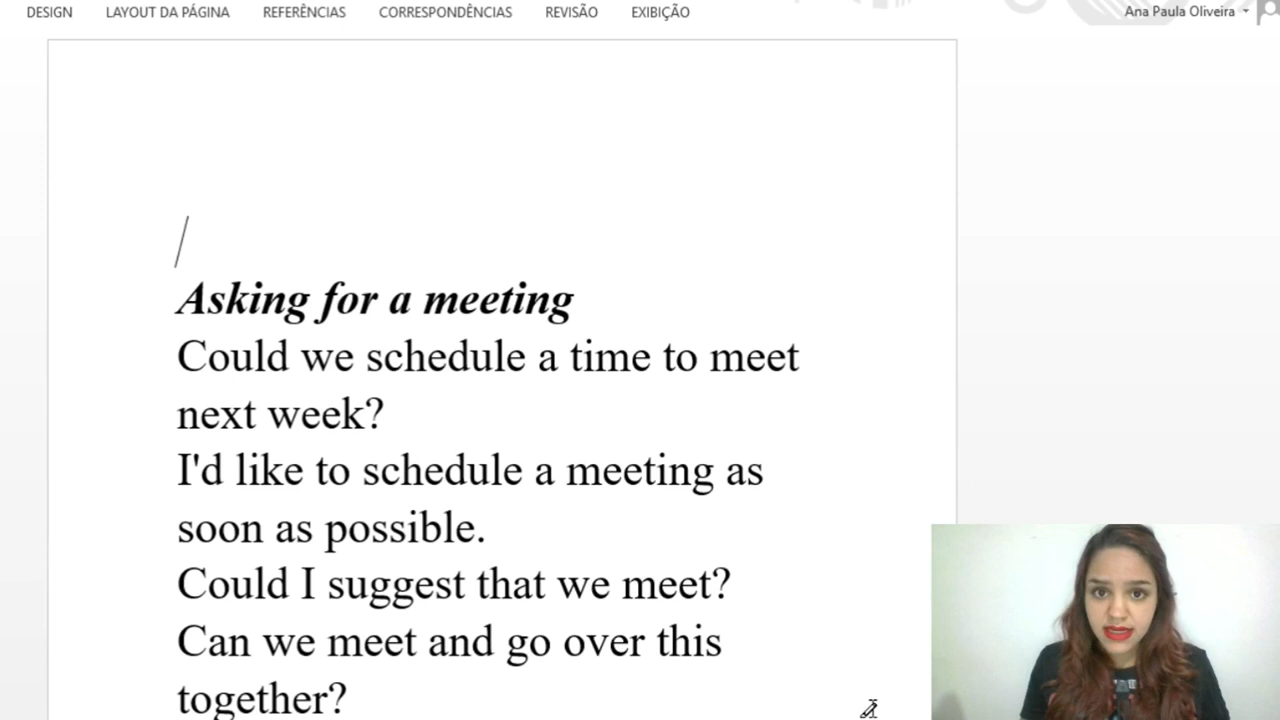 DESIGN LAYOUT DA PÁGINA REFERÊNCIAS CORRESPONDÊNCIAS REVISÃO EXIBIÇÃO Ana Paula Oliveira
Asking for a meeting
Could we schedule a time to meet
next week?
I'd like to schedule a meeting as
soon as possible.
Could I suggest that we meet?
Can we meet and go over this
together?